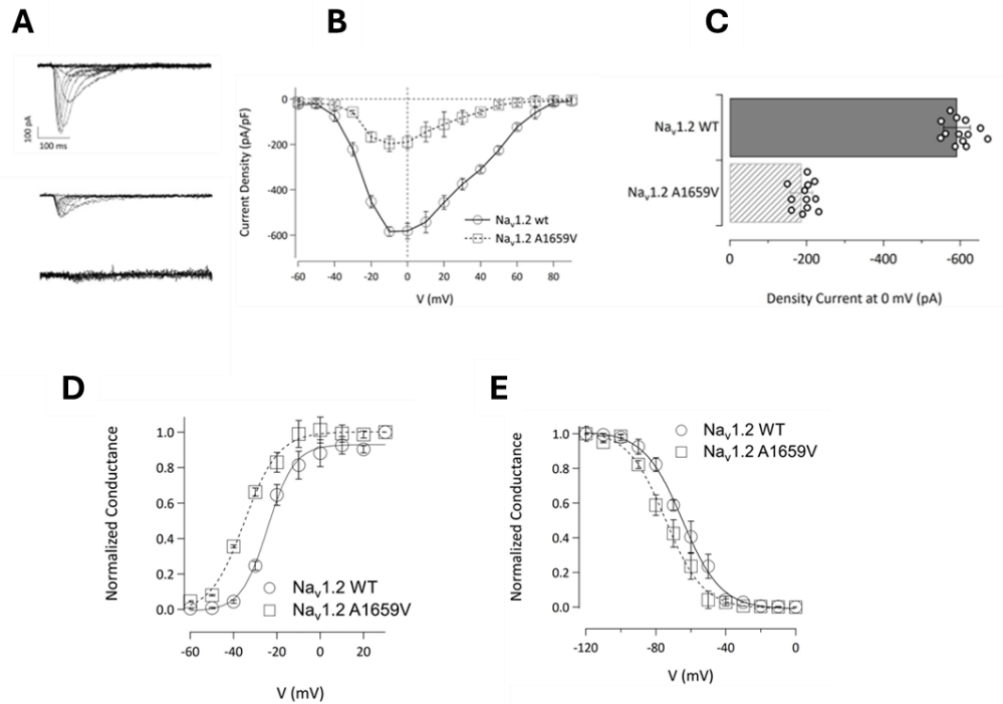 A
B
C
100 pA
100 ms
Current Density (pA/pF)
0
-200
-400
-600
-60 -40 -20 0 20 40 60 80
V (mV)
Nav1.2 wt
Nav1.2 A1659V
Nav1.2 WT
Nav1.2 A1659V
0 -200 -400 -600
Density Current at 0 mV (pA)
D
E
Normalized Conductance
1.0
0.8
0.6
0.4
0.2
0.0
-60 -40 -20 0 20
V (mV)
Nav1.2 WT
Nav1.2 A1659V
Normalized Conductance
1.0
0.8
0.6
0.4
0.2
0.0
-120 -80 -40 0
V (mV)
Nav1.2 WT
Nav1.2 A1659V